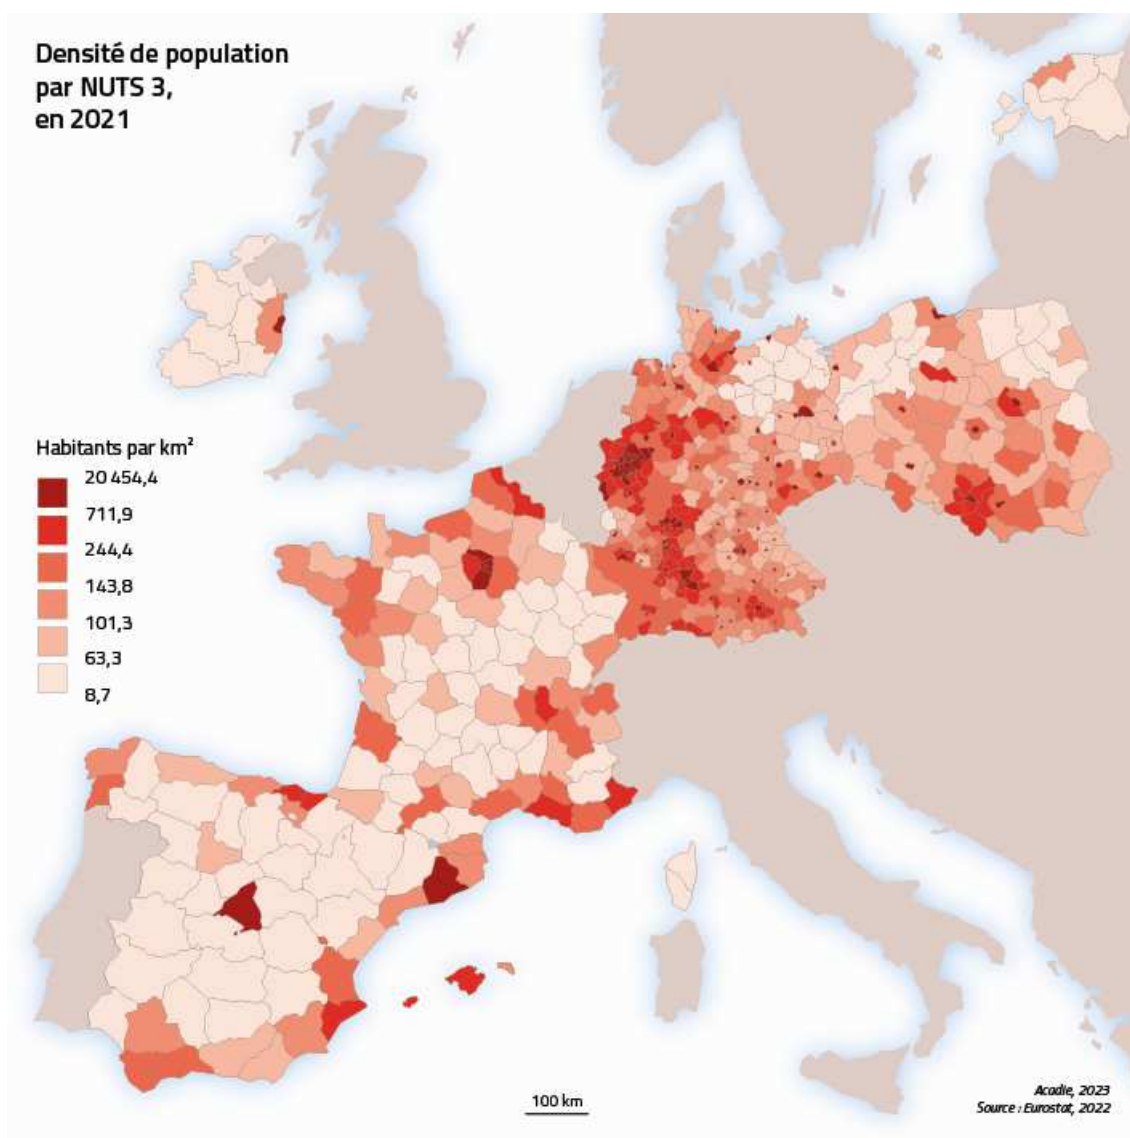 Densité de population
par NUTS 3,
en 2021
Habitants par km²
20 454,4
711,9
244,4
143,8
101,3
63,3
8,7
100 km
Acadie, 2023
Source : Eurostat, 2022